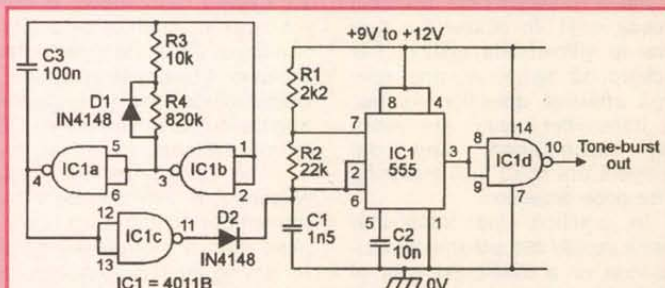 +9V to +12V
C3
100n
R3
10k
D1
IN4148
R4
820k
R1
2k2
R2
22k
4
IC1a
5
6
3
IC1b
1
2
12
13
IC1c
11
D2
IN4148
C1
1n5
7
8
4
2
6
IC1
555
3
5
1
C2
10n
8
9
14
IC1d
10
7
Tone-burst
out
IC1 = 4011B
0V